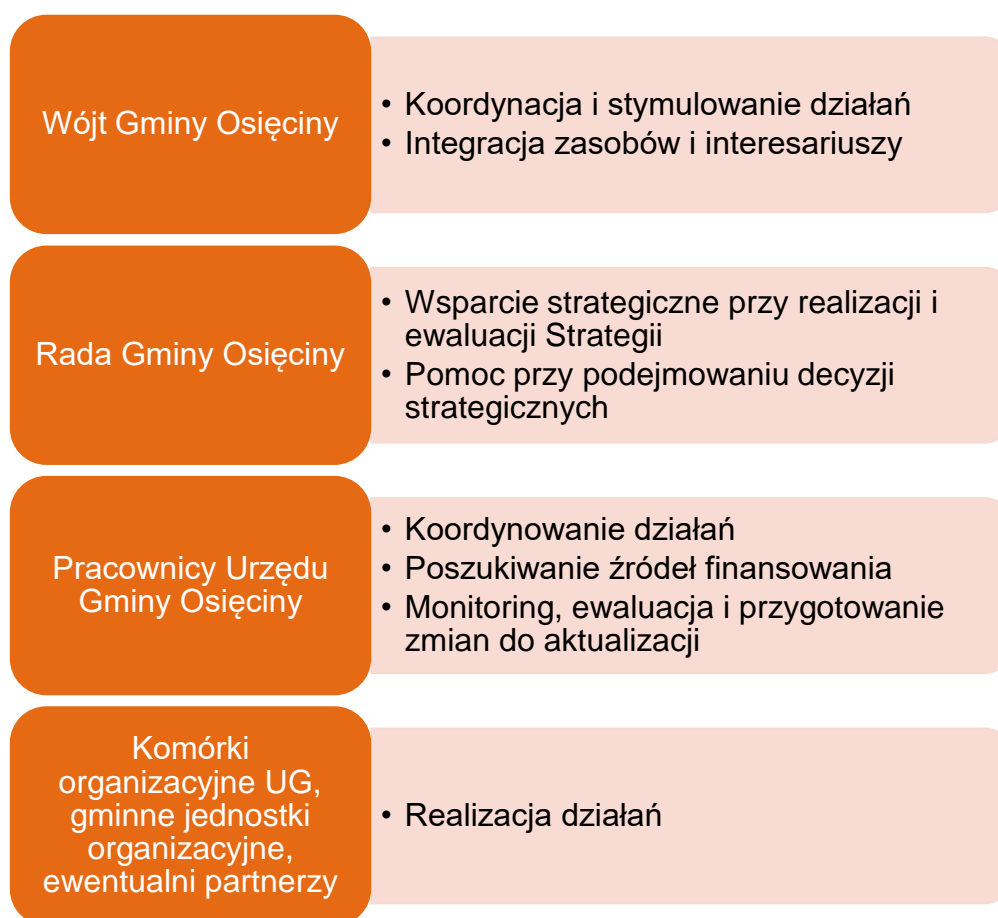 Wójt Gminy Osięciny
• Koordynacja i stymulowanie działań
• Integracja zasobów i interesariuszy
Rada Gminy Osięciny
• Wsparcie strategiczne przy realizacji i
ewaluacji Strategii
• Pomoc przy podejmowaniu decyzji
strategicznych
Pracownicy Urzędu
Gminy Osięciny
• Koordynowanie działań
• Poszukiwanie źródeł finansowania
• Monitoring, ewaluacja i przygotowanie
zmian do aktualizacji
Komórki
organizacyjne UG,
gminne jednostki
organizacyjne,
ewentualni partnerzy
• Realizacja działań